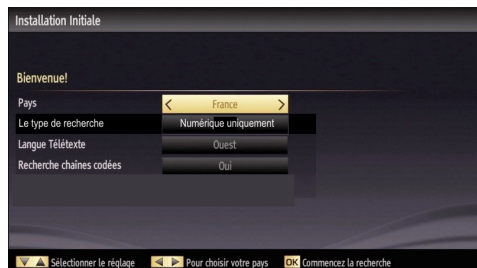 Installation Initiale
Bienvenue!
Pays < France >
Le type de recherche Numérique uniquement
Langue Télétexte Ouest
Recherche chaînes codées Oui
Sélectionner le réglage Pour choisir votre pays OK Commencez la recherche